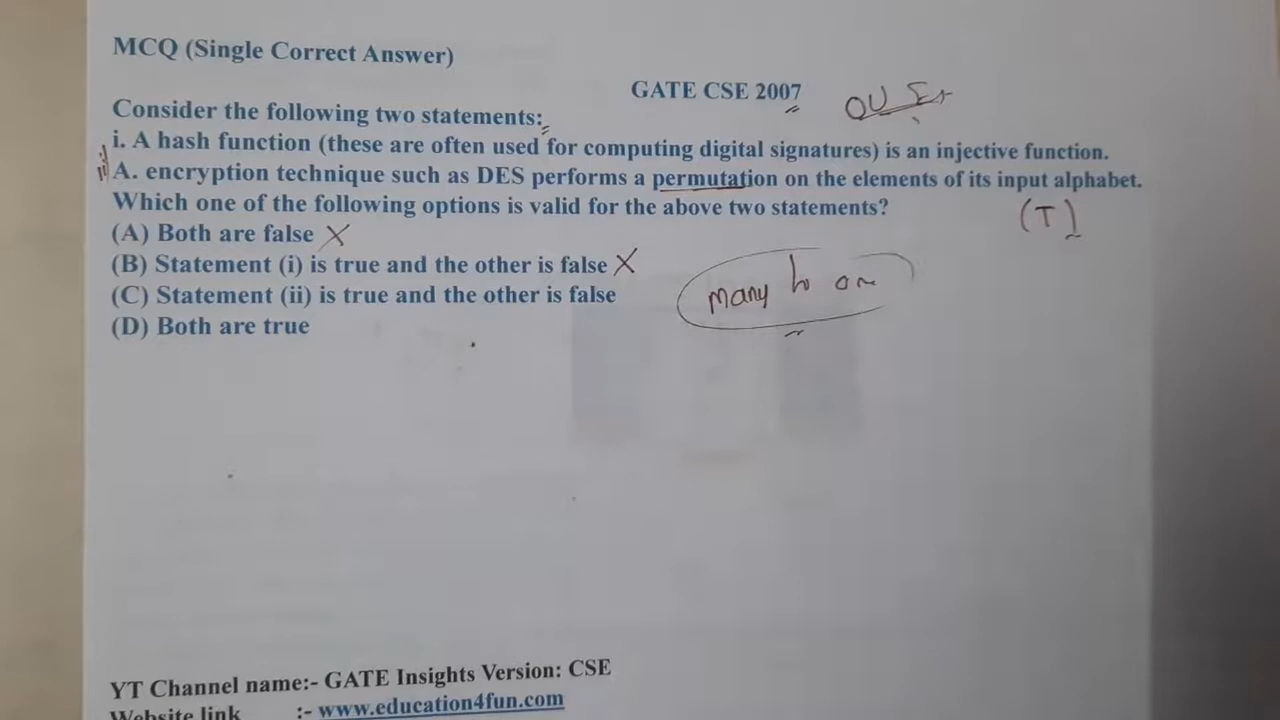 MCQ (Single Correct Answer)
GATE CSE 2007
Consider the following two statements:
i. A hash function (these are often used for computing digital signatures) is an injective function.
ii A. encryption technique such as DES performs a permutation on the elements of its input alphabet.
Which one of the following options is valid for the above two statements?
(T)
(A) Both are false X
(B) Statement (i) is true and the other is false X
many to one
(C) Statement (ii) is true and the other is false
(D) Both are true
YT Channel name:- GATE Insights Version: CSE
Website link :- www.education4fun.com